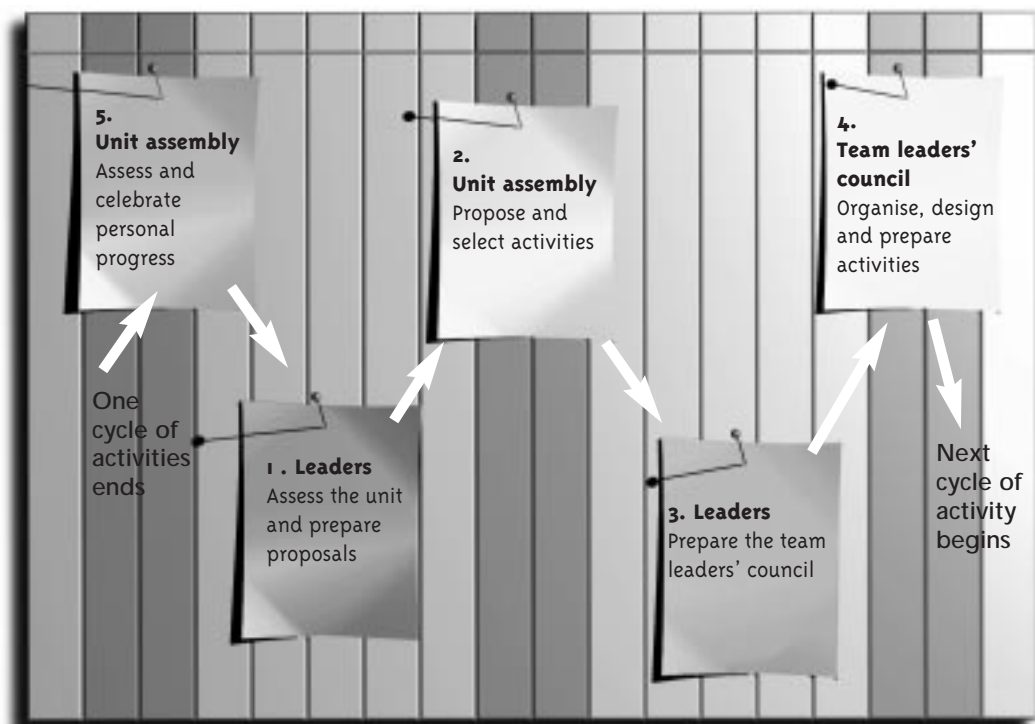 5.
Unit assembly
Assess and
celebrate
personal
progress
One
cycle of
activities
ends
1 . Leaders
Assess the unit
and prepare
proposals
2.
Unit assembly
Propose and
select activities
3. Leaders
Prepare the team
leaders' council
4.
Team leaders'
council
Organise, design
and prepare
activities
Next
cycle of
activity
begins